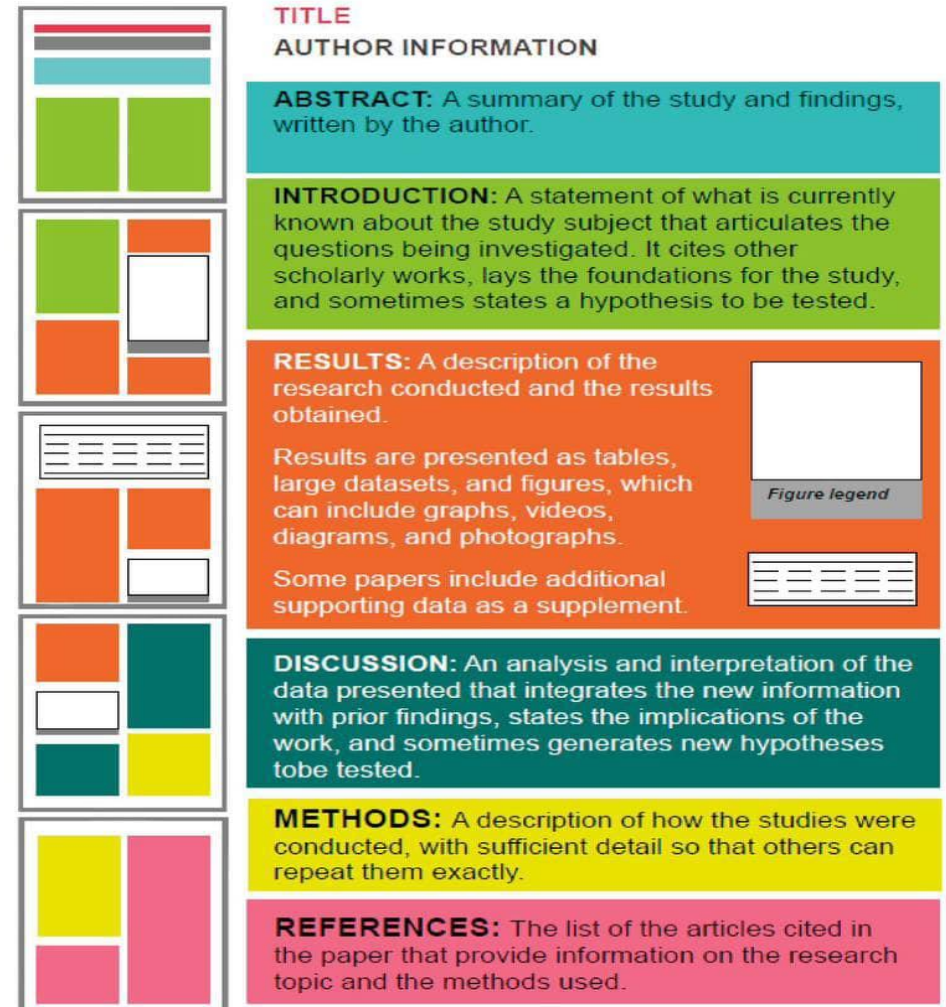 TITLE
AUTHOR INFORMATION
ABSTRACT: A summary of the study and findings,
written by the author.
INTRODUCTION: A statement of what is currently
known about the study subject that articulates the
questions being investigated. It cites other
scholarly works, lays the foundations for the study,
and sometimes states a hypothesis to be tested.
RESULTS: A description of the
research conducted and the results
obtained.
Results are presented as tables,
large datasets, and figures, which
can include graphs, videos,
diagrams, and photographs.
Some papers include additional
supporting data as a supplement.
Figure legend
DISCUSSION: An analysis and interpretation of the
data presented that integrates the new information
with prior findings, states the implications of the
work, and sometimes generates new hypotheses
tobe tested.
METHODS: A description of how the studies were
conducted, with sufficient detail so that others can
repeat them exactly.
REFERENCES: The list of the articles cited in
the paper that provide information on the research
topic and the methods used.